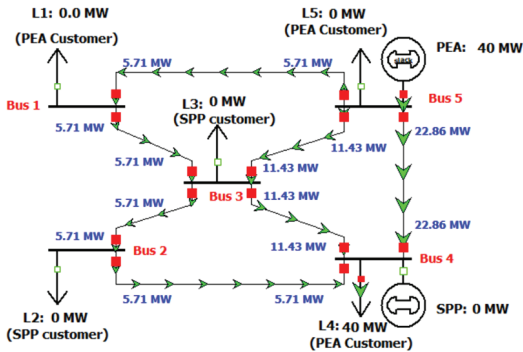 L1: 0.0 MW
(PEA Customer)
L5: 0 MW
(PEA Customer)
PEA: 40 MW
slack
5.71 MW
5.71 MW
Bus 1
L3: 0 MW
(SPP customer)
Bus 5
5.71 MW
5.71 MW
11.43 MW
11.43 MW
22.86 MW
Bus 3
5.71 MW
11.43 MW
5.71 MW
Bus 2
11.43 MW
22.86 MW
Bus 4
5.71 MW
5.71 MW
L2: 0 MW
(SPP customer)
L4: 40 MW
(PEA Customer)
SPP: 0 MW